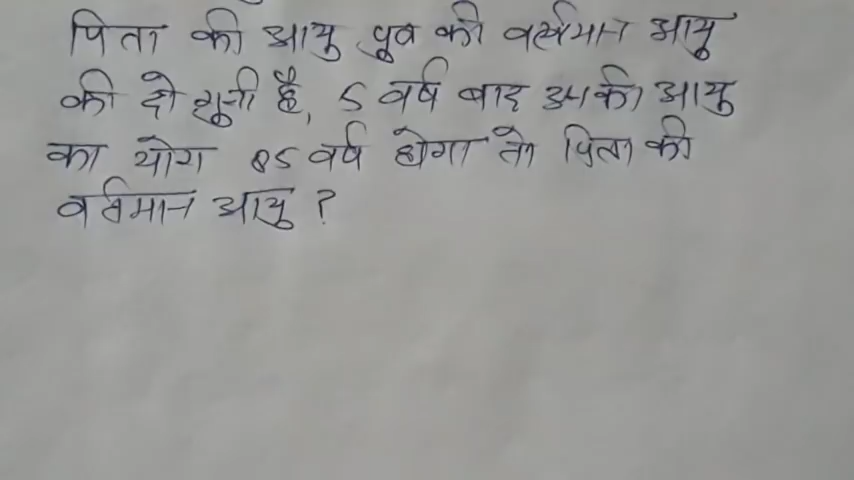 पिता की आयु पुत्र की वर्तमान आयु
की दो गुनी है, 5 वर्ष बाद उनकी आयु
का योग 85 वर्ष होगा तो पिता की
वर्तमान आयु ?